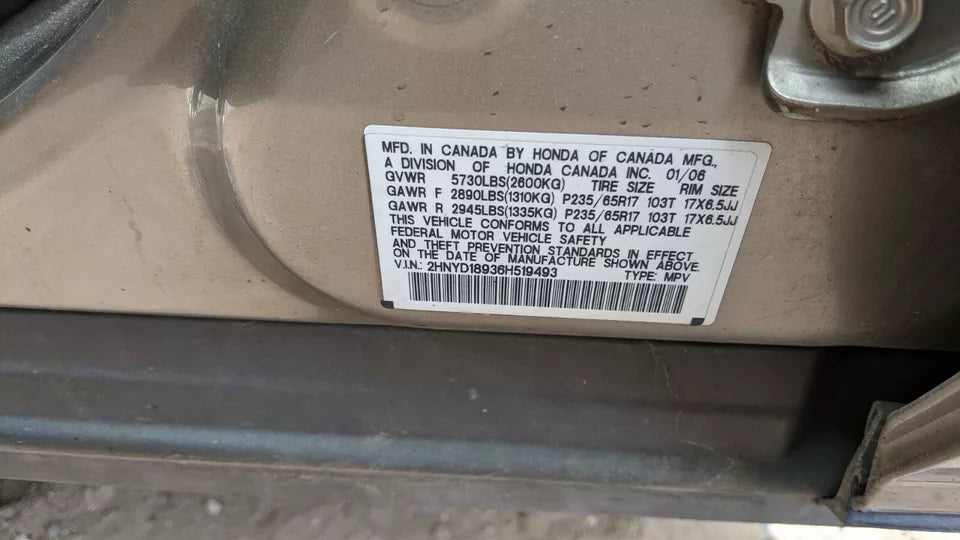 MFD. IN CANADA BY HONDA OF CANADA MFG.,
A DIVISION OF HONDA CANADA INC. 01/06
GVWR 5730LBS(2600KG) TIRE SIZE RIM SIZE
GAWR F 2890LBS(1310KG) P235/65R17 103T 17X6.5JJ
GAWR R 2945LBS(1335KG) P235/65R17 103T 17X6.5JJ
THIS VEHICLE CONFORMS TO ALL APPLICABLE
FEDERAL MOTOR VEHICLE SAFETY
AND THEFT PREVENTION STANDARDS IN EFFECT
ON THE DATE OF MANUFACTURE SHOWN ABOVE.
V.I.N.: 2HNYD18936H519493 TYPE: MPV